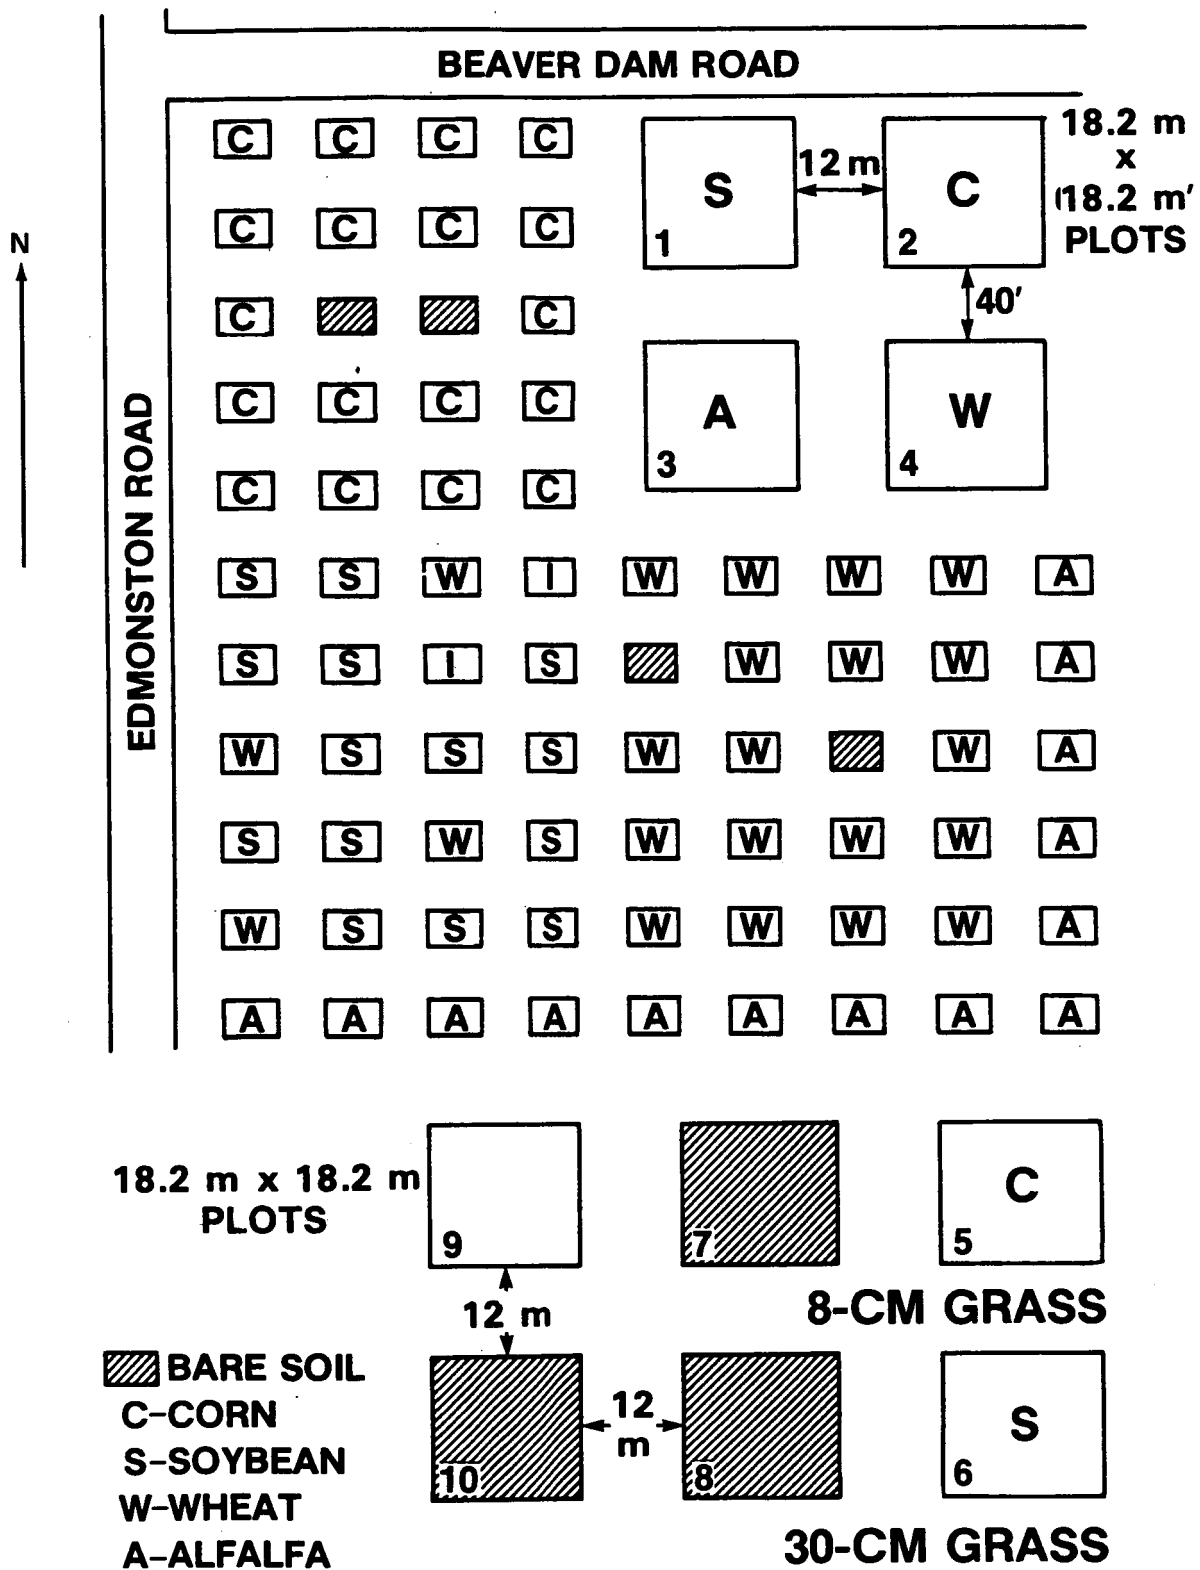 BEAVER DAM ROAD
C C C C
18.2 m
x
18.2 m'
PLOTS
S
1
12 m
C
2
C C C C
N
C C
40'
EDMONSTON ROAD
C C C C
A
3
W
4
C C C C
S S W I W W W W A
S S I S W W W A
W S S S W W W A
S S W S W W W W A
W S S S W W W W A
A A A A A A A A A
18.2 m x 18.2 m
PLOTS
9
7
C
5
12 m
8-CM GRASS
BARE SOIL
C-CORN
S-SOYBEAN
W-WHEAT
A-ALFALFA
10
12
m
8
S
6
30-CM GRASS